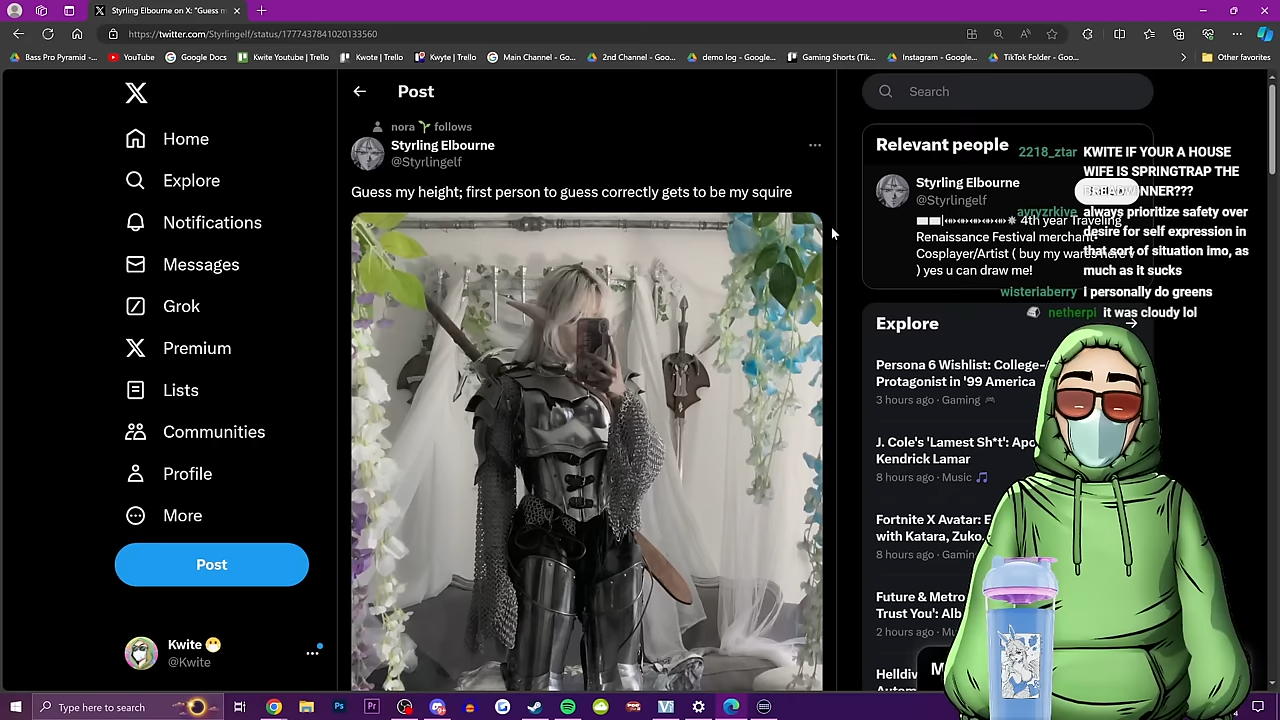 Styrling Elbourne on X: "Guess m
https://twitter.com/Styrlingelf/status/1777437841020133560
Bass Pro Pyramid -...
YouTube
Google Docs
Kwite Youtube | Trello
Kwote | Trello
Kwyte | Trello
Main Channel - Go...
2nd Channel - Goo...
demo log - Google...
Gaming Shorts (Tik...
Instagram - Google...
TikTok Folder - Goo...
Other favorites
Home
Explore
Notifications
Messages
Grok
Premium
Lists
Communities
Profile
More
Post
Kwite
@Kwite
Post
nora follows
Styrling Elbourne
@Styrlingelf
Guess my height; first person to guess correctly gets to be my squire
Search
Relevant people
Styrling Elbourne
@Styrlingelf
4th year Traveling
Renaissance Festival merchant•
Cosplayer/Artist ( buy my wares here
) yes u can draw me!
2218_ztar KWITE IF YOUR A HOUSE
WIFE IS SPRINGTRAP THE
BREADWINNER???
avryzrkive always prioritize safety over
desire for self expression in
that sort of situation imo, as
much as it sucks
wisteriaberry I personally do greens
netherpi it was cloudy lol
Explore
Persona 6 Wishlist: College-
Protagonist in '99 America
3 hours ago · Gaming
J. Cole's 'Lamest Sh*t': Apo
Kendrick Lamar
8 hours ago · Music
Fortnite X Avatar: E
with Katara, Zuko,
8 hours ago · Gamin
Future & Metro
Trust You': Alb
2 hours ago · Mu
Helldiv
Type here to search